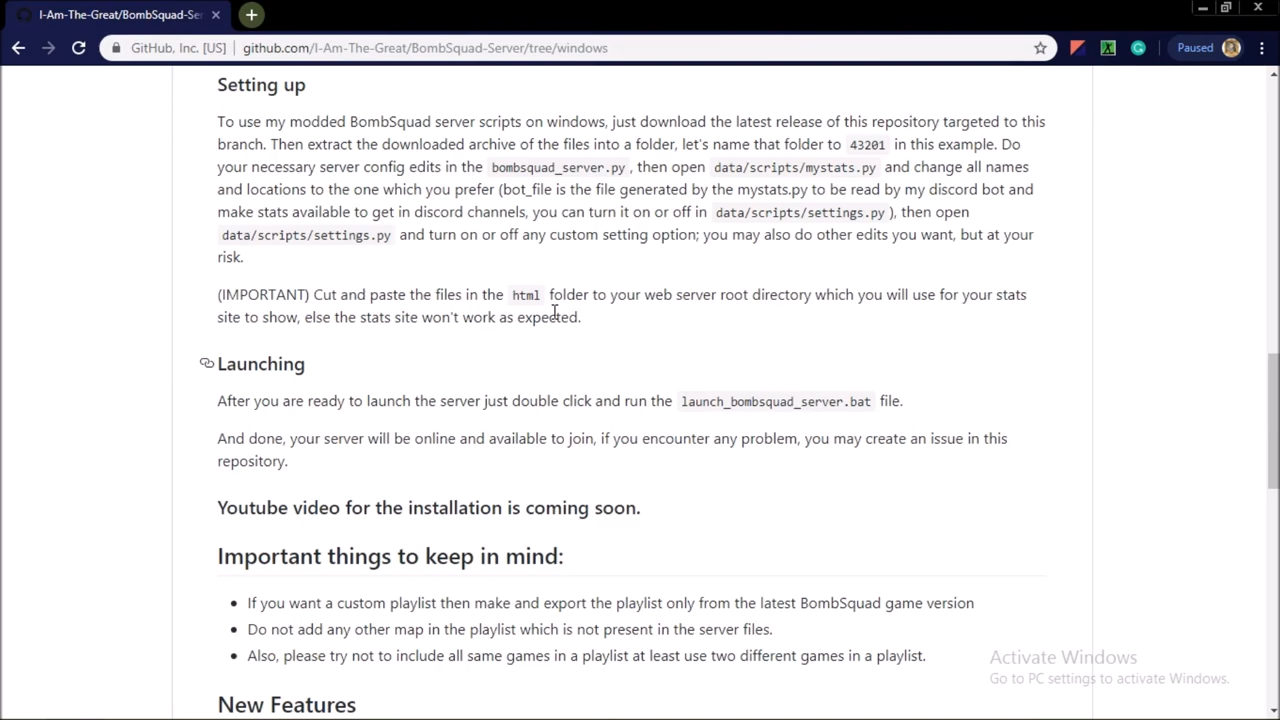 I-Am-The-Great/BombSquad-Ser
GitHub, Inc. [US] github.com/I-Am-The-Great/BombSquad-Server/tree/windows
Paused
Setting up
To use my modded BombSquad server scripts on windows, just download the latest release of this repository targeted to this
branch. Then extract the downloaded archive of the files into a folder, let's name that folder to 43201 in this example. Do
your necessary server config edits in the bombsquad_server.py, then open data/scripts/mystats.py and change all names
and locations to the one which you prefer (bot_file is the file generated by the mystats.py to be read by my discord bot and
make stats available to get in discord channels, you can turn it on or off in data/scripts/settings.py ), then open
data/scripts/settings.py and turn on or off any custom setting option; you may also do other edits you want, but at your
risk.
(IMPORTANT) Cut and paste the files in the html folder to your web server root directory which you will use for your stats
site to show, else the stats site won't work as expected.
Launching
After you are ready to launch the server just double click and run the launch_bombsquad_server.bat file.
And done, your server will be online and available to join, if you encounter any problem, you may create an issue in this
repository.
Youtube video for the installation is coming soon.
Important things to keep in mind:
If you want a custom playlist then make and export the playlist only from the latest BombSquad game version
Do not add any other map in the playlist which is not present in the server files.
Also, please try not to include all same games in a playlist at least use two different games in a playlist.
Activate Windows
Go to PC settings to activate Windows.
New Features